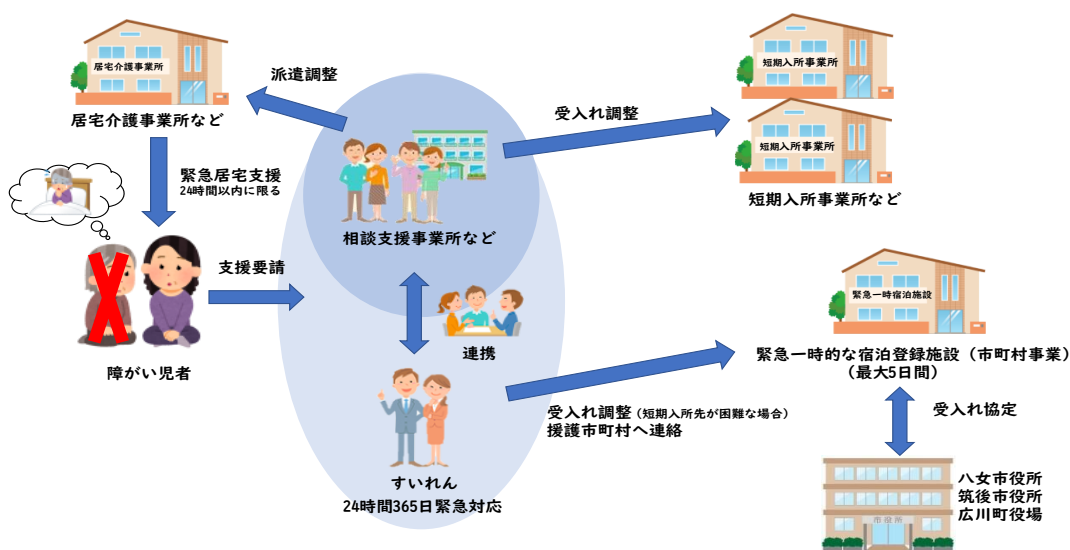 居宅介護事業所
居宅介護事業所など
派遣調整
緊急居宅支援
24時間以内に限る
障がい児者
支援要請
相談支援事業所など
連携
すいれん
24時間365日緊急対応
受入れ調整
短期入所事業所
短期入所事業所
短期入所事業所など
緊急一時宿泊施設
緊急一時的な宿泊登録施設（市町村事業）
（最大5日間）
受入れ調整（短期入所先が困難な場合）
援護市町村へ連絡
受入れ協定
市役所
八女市役所
筑後市役所
広川町役場